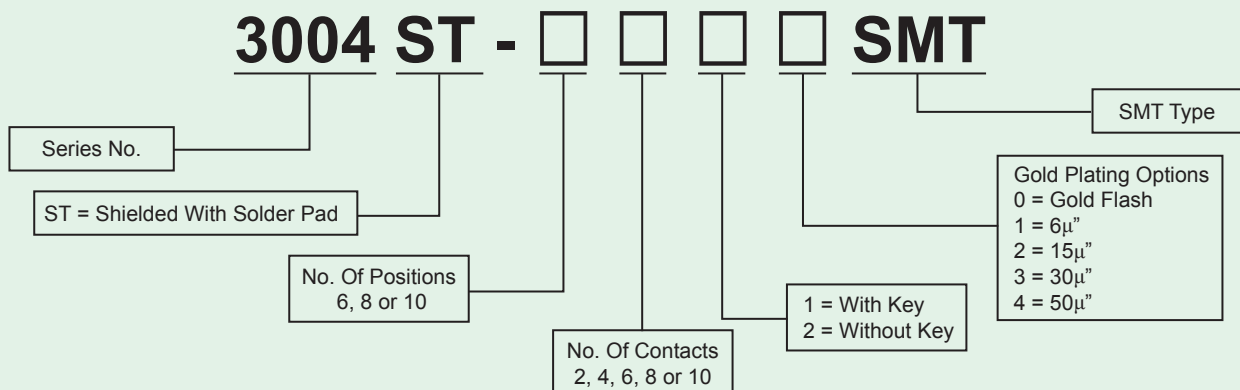 3004 ST - □ □ □ □ SMT
SMT Type
Series No.
Gold Plating Options
0 = Gold Flash
1 = 6μ”
2 = 15μ”
3 = 30μ”
4 = 50μ”
ST = Shielded With Solder Pad
No. Of Positions
6, 8 or 10
1 = With Key
2 = Without Key
No. Of Contacts
2, 4, 6, 8 or 10